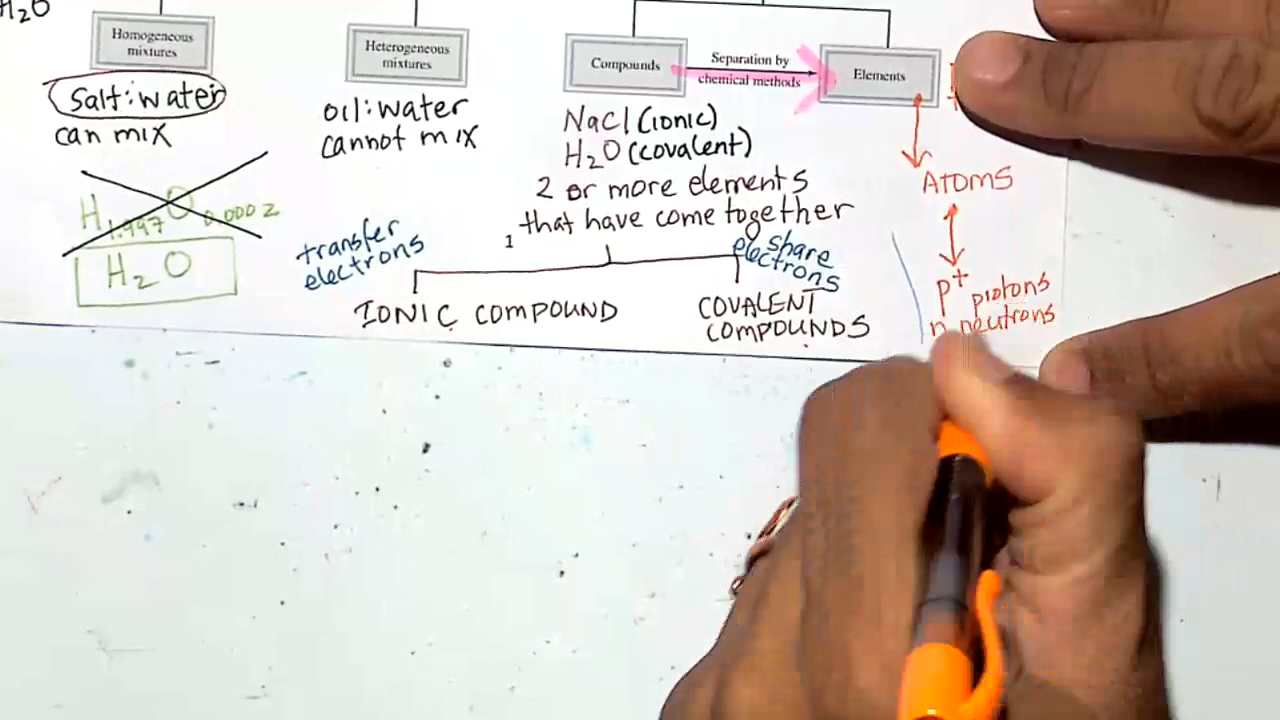 H2O
Homogeneous
mixtures
Heterogeneous
mixtures
Compounds
Separation by
chemical methods
Elements
salt:water
can mix
oil:water
cannot mix
NaCl (ionic)
H2O (covalent)
2 or more elements
that have come together
1
H1.997O0.0002
H2O
transfer
electrons
share
electrons
IONIC COMPOUND
COVALENT
COMPOUNDS
ATOMS
p+ protons
n neutrons